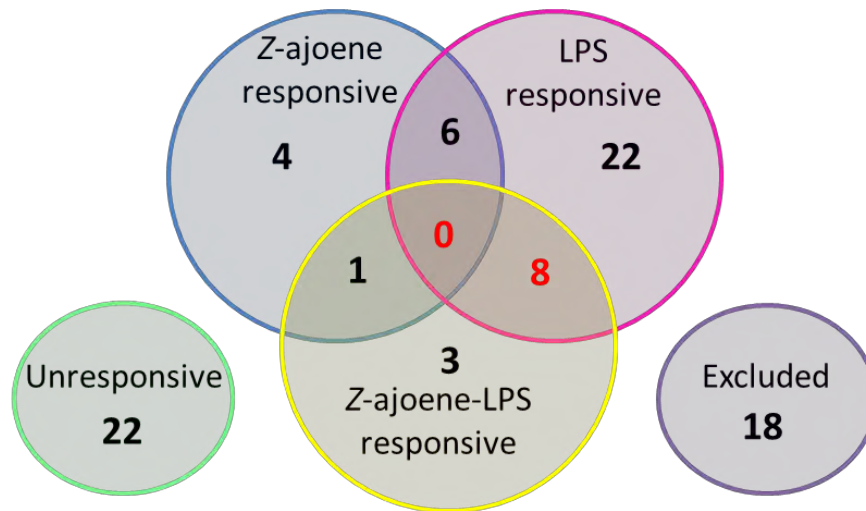 Z-ajoene
responsive
4
LPS
responsive
22
6
0
1
8
3
Z-ajoene-LPS
responsive
Unresponsive
22
Excluded
18